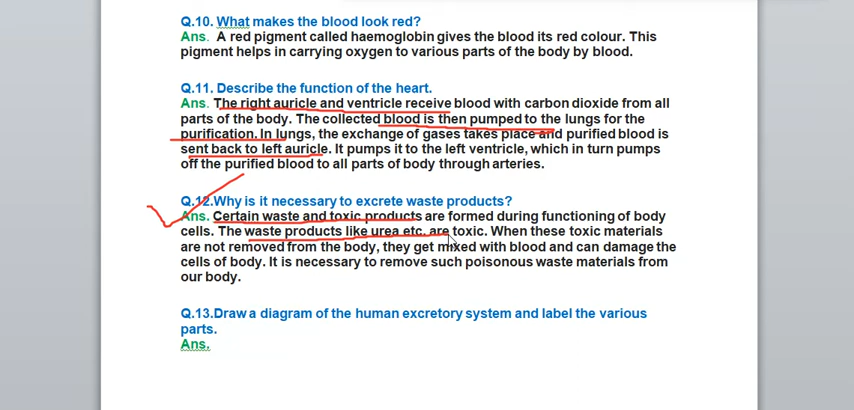 Q.10. What makes the blood look red?
Ans. A red pigment called haemoglobin gives the blood its red colour. This
pigment helps in carrying oxygen to various parts of the body by blood.
Q.11. Describe the function of the heart.
Ans. The right auricle and ventricle receive blood with carbon dioxide from all
parts of the body. The collected blood is then pumped to the lungs for the
purification. In lungs, the exchange of gases takes place and purified blood is
sent back to left auricle. It pumps it to the left ventricle, which in turn pumps
off the purified blood to all parts of body through arteries.
Q.12.Why is it necessary to excrete waste products?
Ans. Certain waste and toxic products are formed during functioning of body
cells. The waste products like urea etc. are toxic. When these toxic materials
are not removed from the body, they get mixed with blood and can damage the
cells of body. It is necessary to remove such poisonous waste materials from
our body.
Q.13.Draw a diagram of the human excretory system and label the various
parts.
Ans.